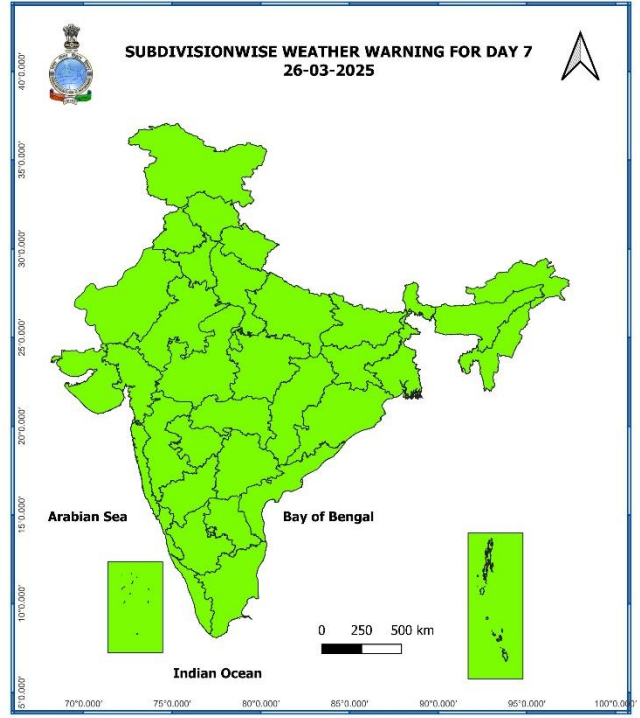 SUBDIVISIONWISE WEATHER WARNING FOR DAY 7
26-03-2025
40°0.000'
35°0.000'
30°0.000'
25°0.000'
20°0.000'
15°0.000'
10°0.000'
5°0.000'
Arabian Sea
Bay of Bengal
0 250 500 km
Indian Ocean
70°0.000' 75°0.000' 80°0.000' 85°0.000' 90°0.000' 95°0.000' 100°0.000'